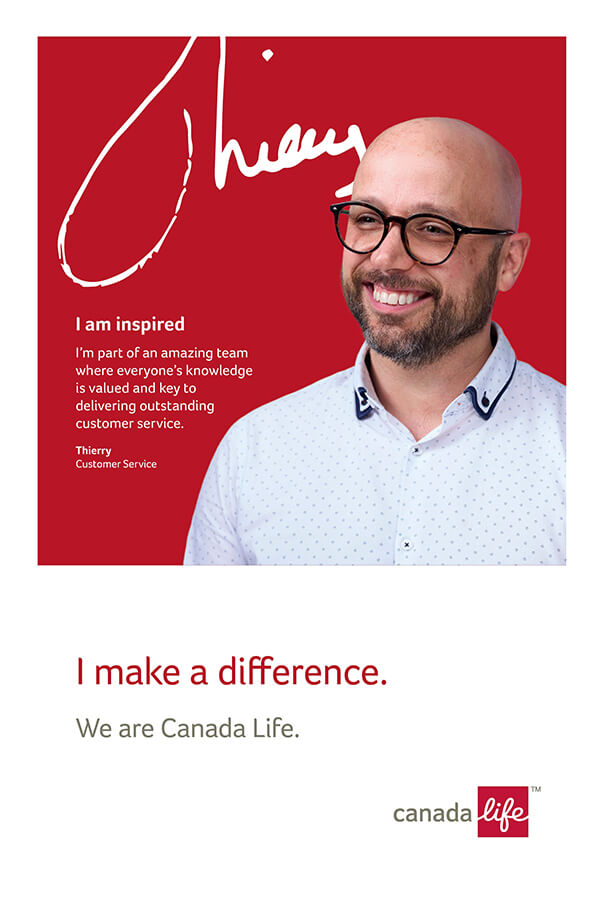 Thierry
I am inspired
I'm part of an amazing team
where everyone's knowledge
is valued and key to
delivering outstanding
customer service.
Thierry
Customer Service
I make a difference.
We are Canada Life.
canada life™